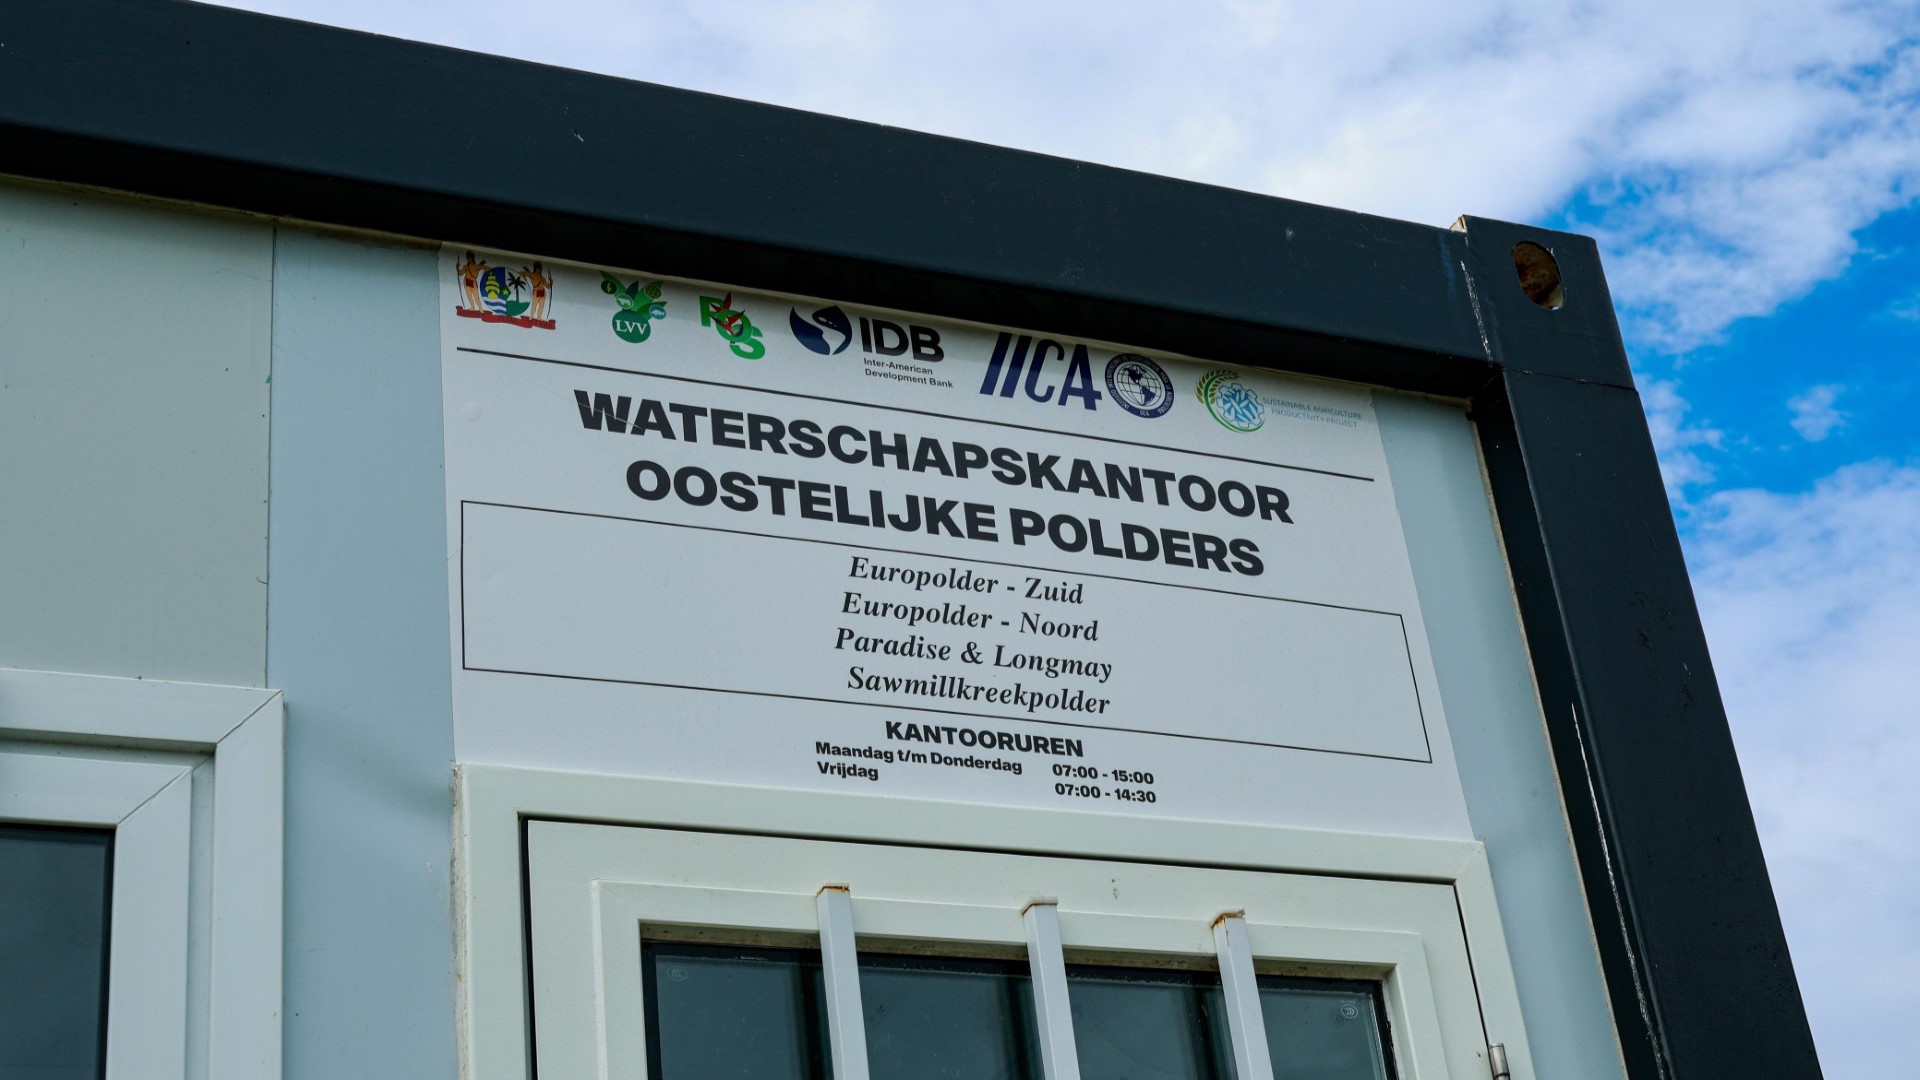 LVV
POS
IDB
Inter-American
Development Bank
IICA
SUSTAINABLE AGRICULTURE
PRODUCTIVITY PROJECT
WATERSCHAPSKANTOOR
OOSTELIJKE POLDERS
Europolder - Zuid
Europolder - Noord
Paradise & Longmay
Sawmillkreekpolder
KANTOORUREN
Maandag t/m Donderdag 07:00 - 15:00
Vrijdag 07:00 - 14:30